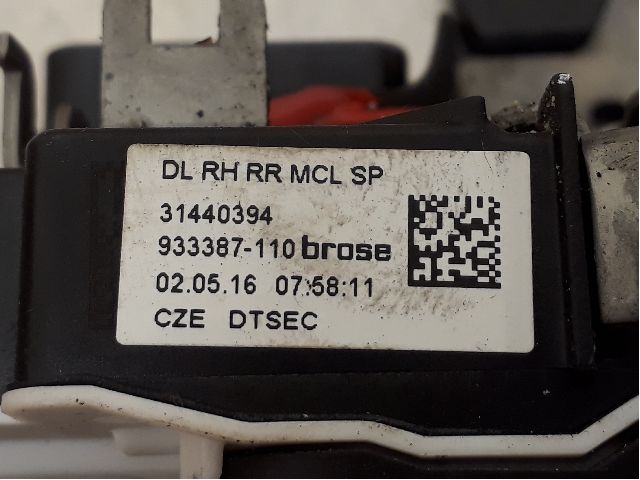 DL RH RR MCL SP
31440394
933387-110 brose
02.05.16 07:58:11
CZE DTSEC